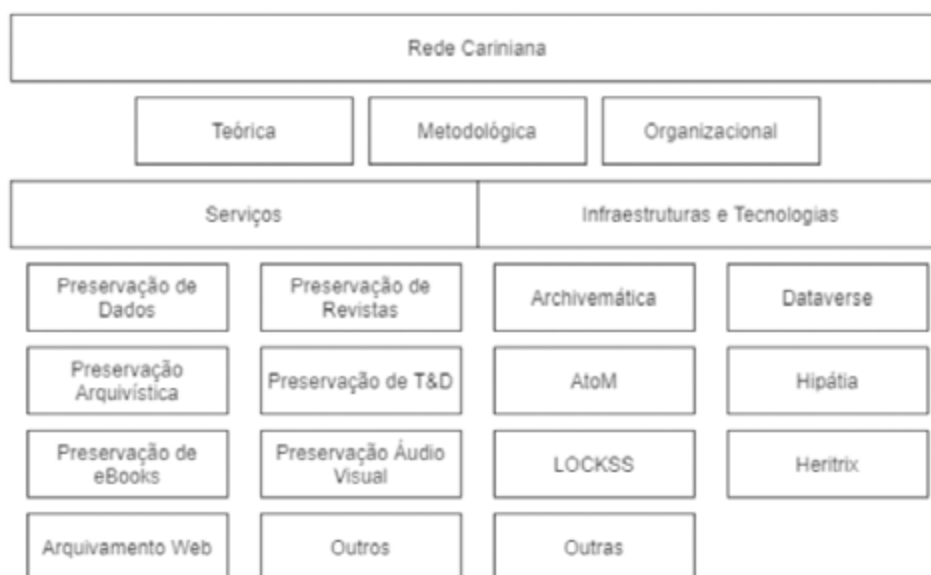 Rede Cariniana
Teórica
Metodológica
Organizacional
Serviços
Infraestruturas e Tecnologias
Preservação de
Dados
Preservação de
Revistas
Archivemática
Dataverse
Preservação
Arquivística
Preservação de T&D
AtoM
Hipátia
Preservação de
eBooks
Preservação Áudio
Visual
LOCKSS
Heritrix
Arquivamento Web
Outros
Outras